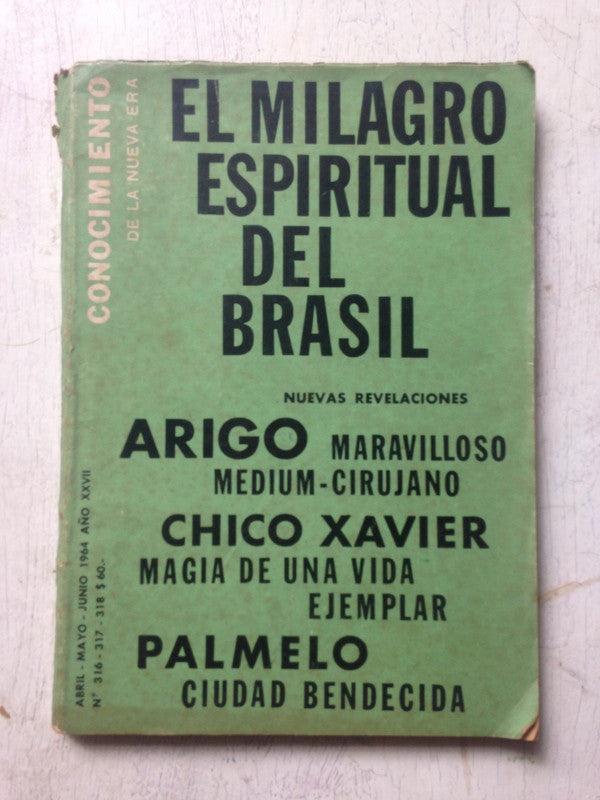 CONOCIMIENTO
DE LA NUEVA ERA
EL MILAGRO
ESPIRITUAL
DEL
BRASIL
NUEVAS REVELACIONES
ARIGO MARAVILLOSO
MEDIUM-CIRUJANO
CHICO XAVIER
MAGIA DE UNA VIDA
EJEMPLAR
PALMELO
CIUDAD BENDECIDA
ABRIL - MAYO - JUNIO 1964 AÑO XXVII
N° 316 - 317 - 318 $ 60.-